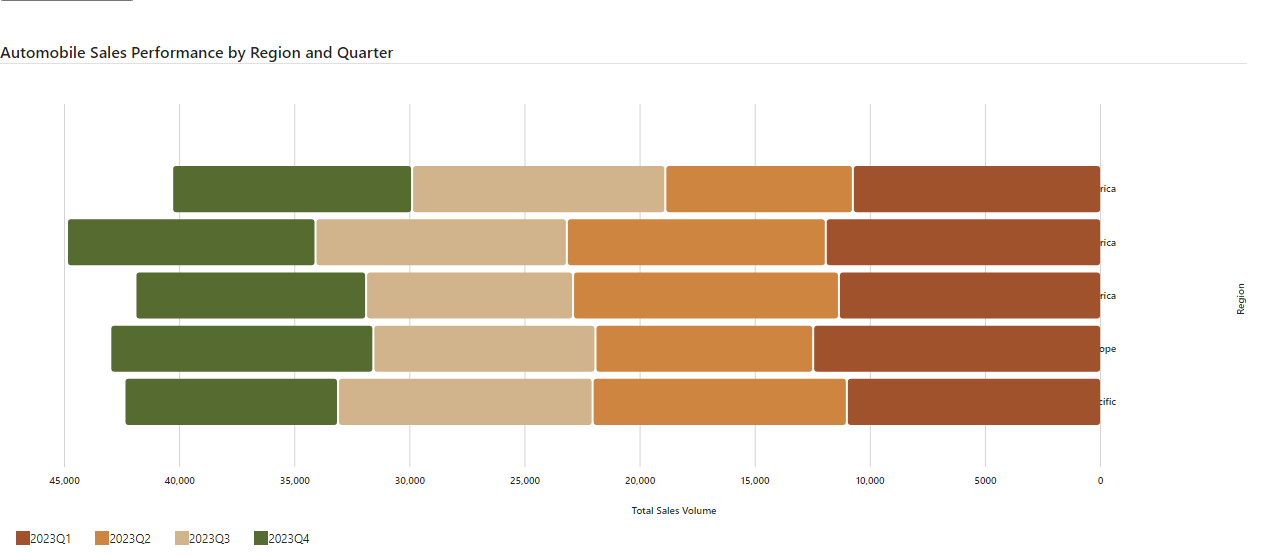 Automobile Sales Performance by Region and Quarter
rica
rica
rica
Region
ope
cific
45,000 40,000 35,000 30,000 25,000 20,000 15,000 10,000 5000 0
Total Sales Volume
2023Q1 2023Q2 2023Q3 2023Q4